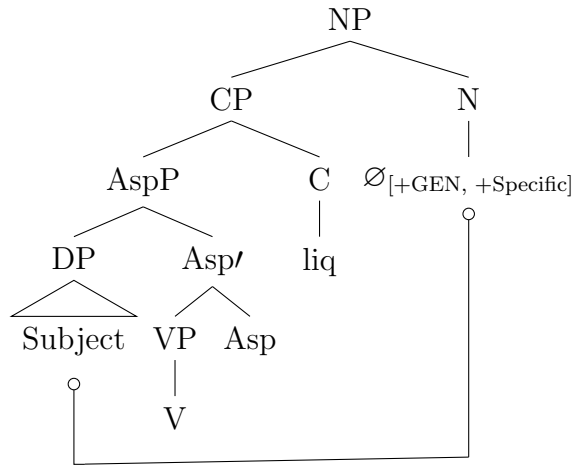 NP
CP N
AspP C ∅[+GEN, +Specific]
DP Asp′ liq
Subject VP Asp
V